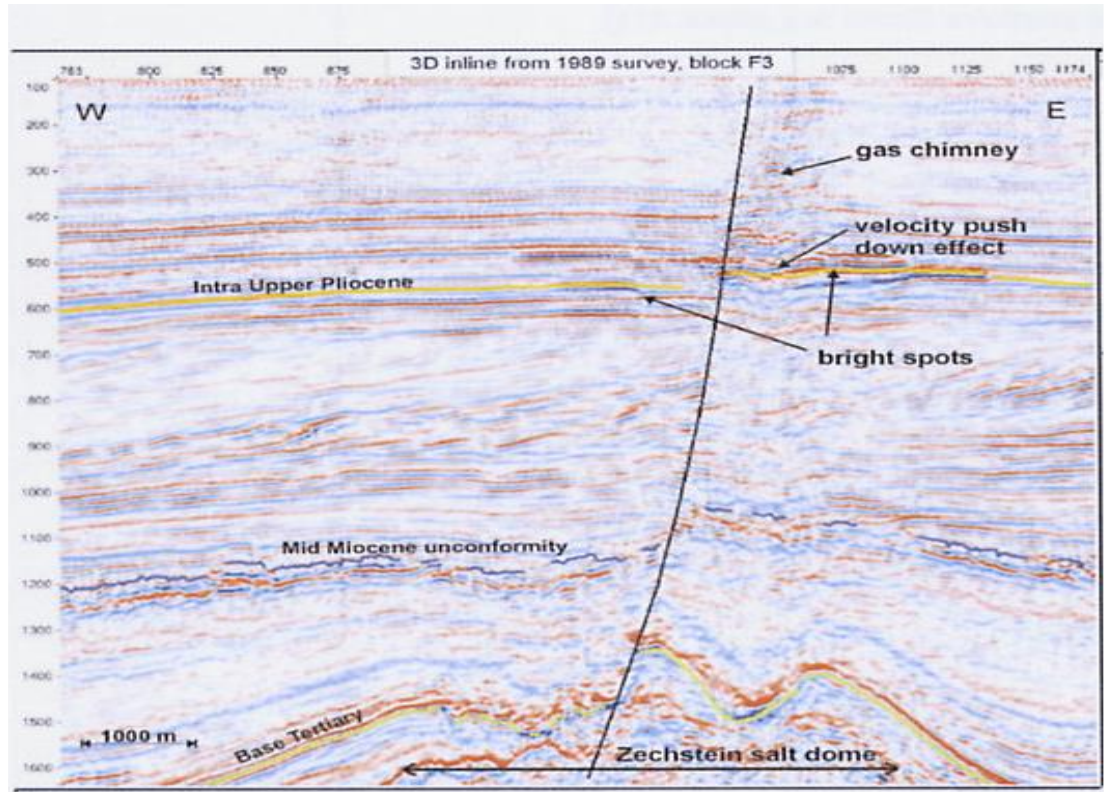 3D inline from 1989 survey, block F3
800 825 850 875 1075 1100 1125 1150 1174
100
W
E
200
gas chimney
300
400
velocity push
down effect
500
Intra Upper Pliocene
600
bright spots
700
800
900
1000
1100
Mid Miocene unconformity
1200
1300
1400
1500
Base Tertiary
1000 m
Zechstein salt dome
1600